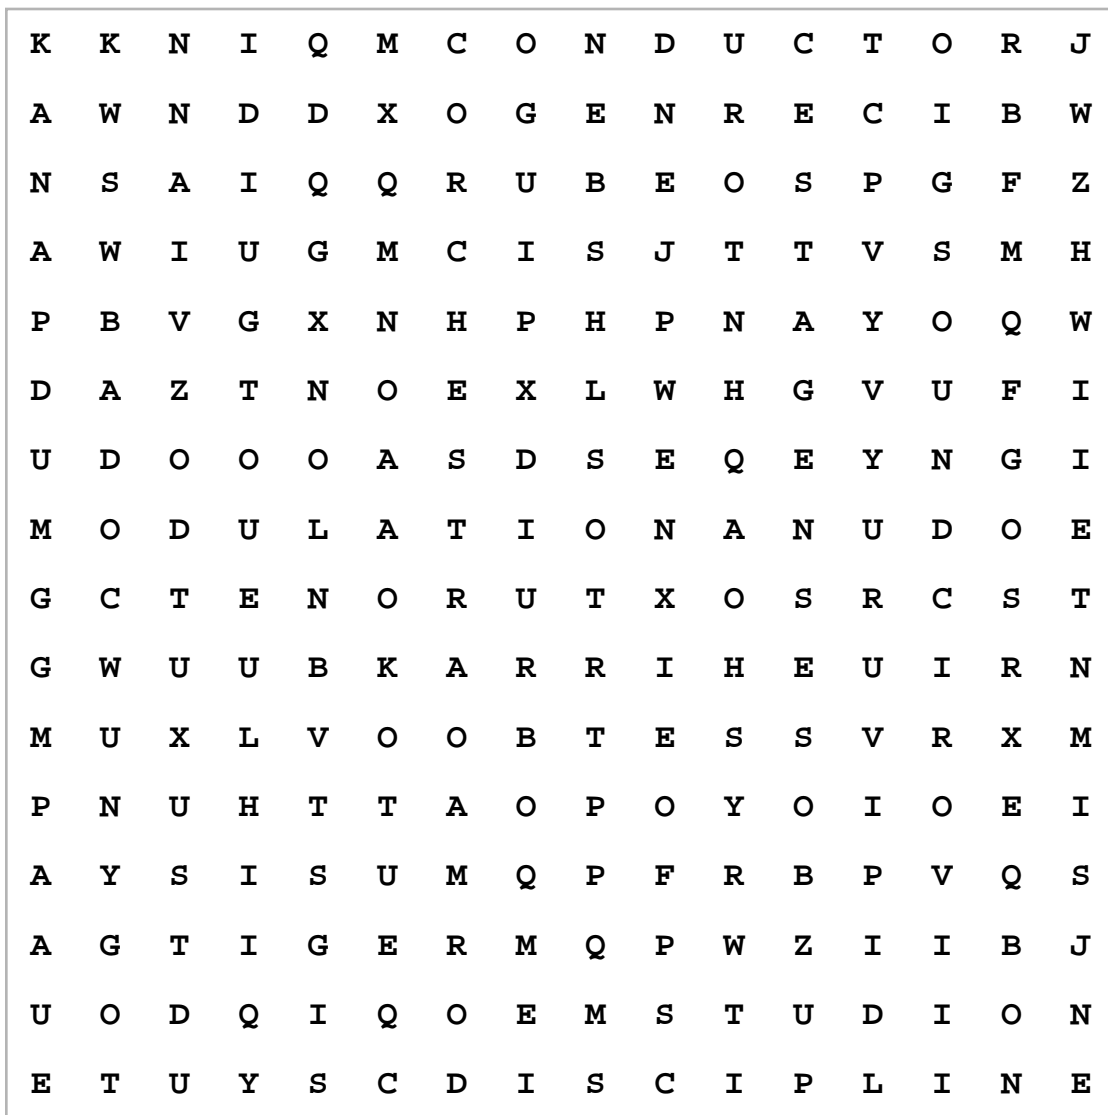 K K N I Q M C O N D U C T O R J
A W N D D X O G E N R E C I B W
N S A I Q Q R U B E O S P G F Z
A W I U G M C I S J T T V S M H
P B V G X N H P H P N A Y O Q W
D A Z T N O E X L W H G V U F I
U D O O O A S D S E Q E Y N G I
M O D U L A T I O N A N U D O E
G C T E N O R U T X O S R C S T
G W U U B K A R R I H E U I R N
M U X L V O O B T E S S V R X M
P N U H T T A O P O Y O I O E I
A Y S I S U M Q P F R B P V Q S
A G T I G E R M Q P W Z I I B J
U O D Q I Q O E M S T U D I O N
E T U Y S C D I S C I P L I N E